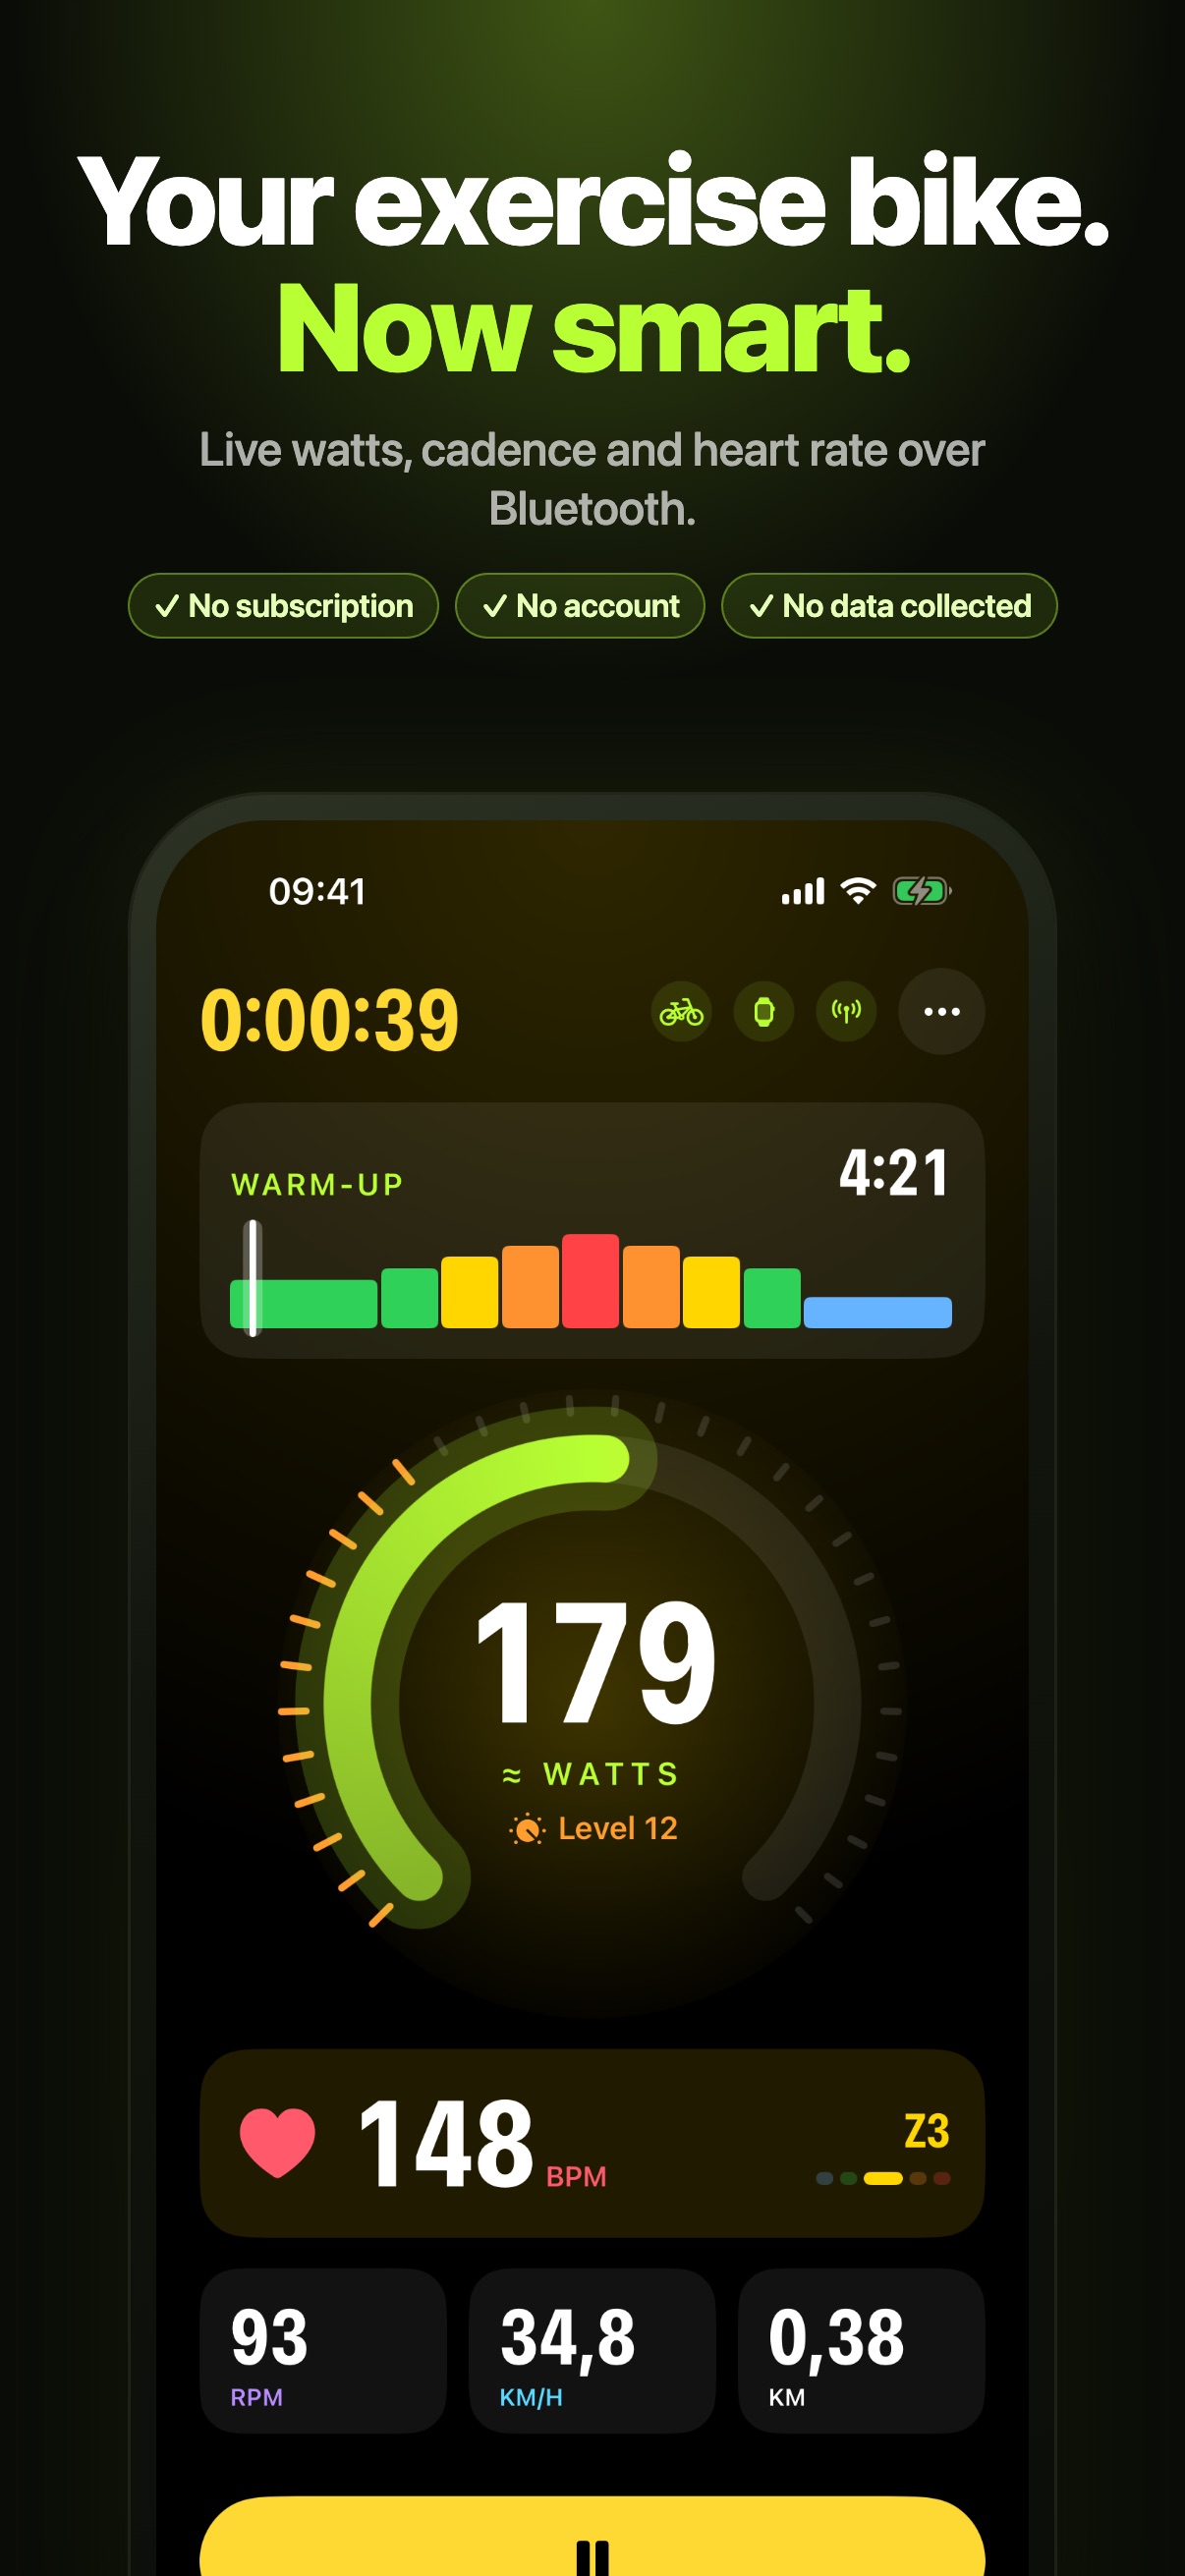 Your exercise bike.
Now smart.
Live watts, cadence and heart rate over
Bluetooth.
✓ No subscription ✓ No account ✓ No data collected
09:41
0:00:39
WARM-UP 4:21
179
≈ WATTS
Level 12
148 BPM Z3
93 34,8 0,38
RPM KM/H KM